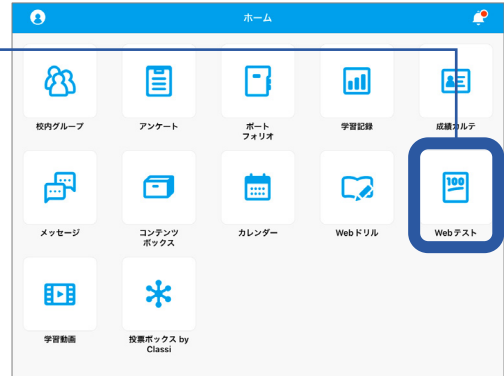 ホーム
校内グループ
アンケート
ポート
フォリオ
学習記録
成績カルテ
100
メッセージ
コンテンツ
ボックス
カレンダー
Webドリル
Webテスト
学習動画
投票ボックス by
Classi